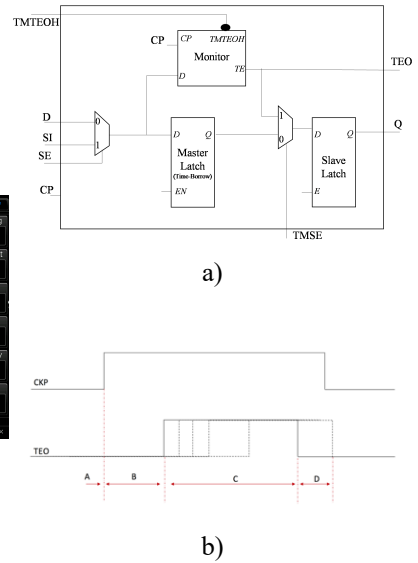 TMTEOH
CP
CP TMTEOH
Monitor
D TE
TEO
D
0
SI
1
SE
CP
D Q
Master
Latch
(Time-Borrow)
EN
1
0
D Q
Slave
Latch
E
Q
TMSE
a)
CKP
TEO
A B C D
b)